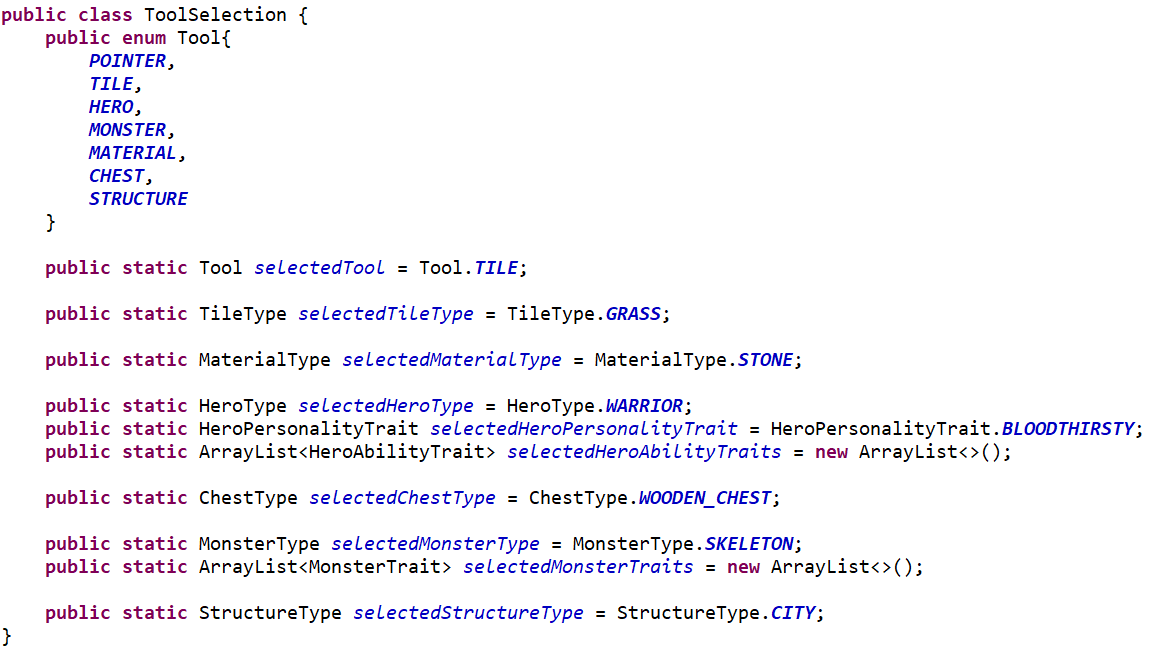 public class ToolSelection {
    public enum Tool{
        POINTER,
        TILE,
        HERO,
        MONSTER,
        MATERIAL,
        CHEST,
        STRUCTURE
    }

    public static Tool selectedTool = Tool.TILE;

    public static TileType selectedTileType = TileType.GRASS;

    public static MaterialType selectedMaterialType = MaterialType.STONE;

    public static HeroType selectedHeroType = HeroType.WARRIOR;
    public static HeroPersonalityTrait selectedHeroPersonalityTrait = HeroPersonalityTrait.BLOODTHIRSTY;
    public static ArrayList<HeroAbilityTrait> selectedHeroAbilityTraits = new ArrayList<>();

    public static ChestType selectedChestType = ChestType.WOODEN_CHEST;

    public static MonsterType selectedMonsterType = MonsterType.SKELETON;
    public static ArrayList<MonsterTrait> selectedMonsterTraits = new ArrayList<>();

    public static StructureType selectedStructureType = StructureType.CITY;
}